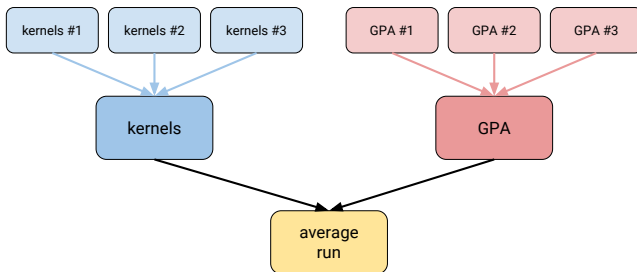 kernels #1
kernels #2
kernels #3
GPA #1
GPA #2
GPA #3
kernels
GPA
average
run